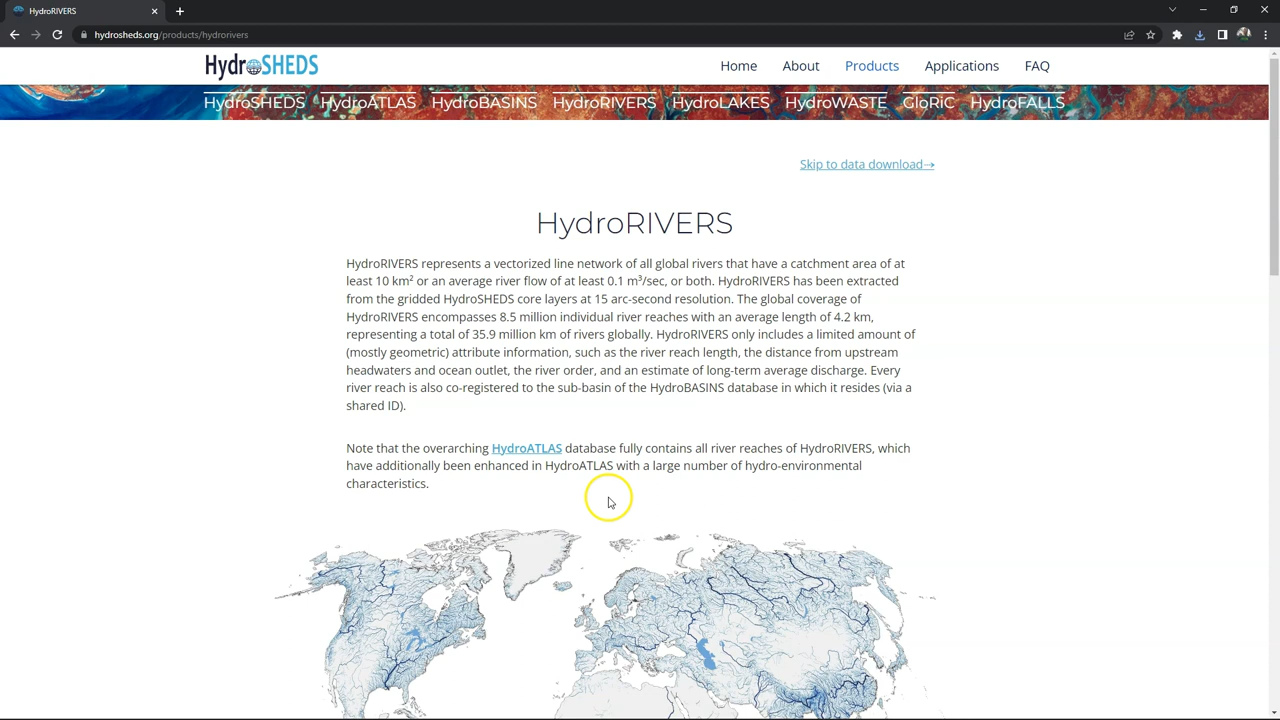 HydroRIVERS
hydrosheds.org/products/hydrorivers
HydroSHEDS
Home About Products Applications FAQ
HydroSHEDS HydroATLAS HydroBASINS HydroRIVERS HydroLAKES HydroWASTE GloRiC HydroFALLS
Skip to data download→
HydroRIVERS
HydroRIVERS represents a vectorized line network of all global rivers that have a catchment area of at
least 10 km² or an average river flow of at least 0.1 m³/sec, or both. HydroRIVERS has been extracted
from the gridded HydroSHEDS core layers at 15 arc-second resolution. The global coverage of
HydroRIVERS encompasses 8.5 million individual river reaches with an average length of 4.2 km,
representing a total of 35.9 million km of rivers globally. HydroRIVERS only includes a limited amount of
(mostly geometric) attribute information, such as the river reach length, the distance from upstream
headwaters and ocean outlet, the river order, and an estimate of long-term average discharge. Every
river reach is also co-registered to the sub-basin of the HydroBASINS database in which it resides (via a
shared ID).
Note that the overarching HydroATLAS database fully contains all river reaches of HydroRIVERS, which
have additionally been enhanced in HydroATLAS with a large number of hydro-environmental
characteristics.